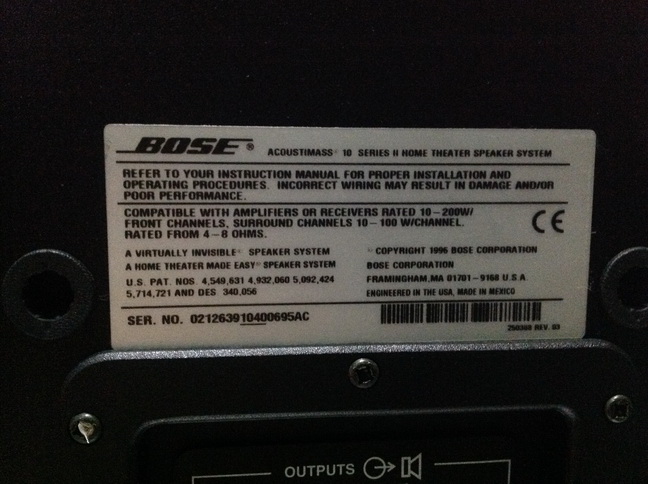 BOSE® ACOUSTIMASS® 10 SERIES II HOME THEATER SPEAKER SYSTEM
REFER TO YOUR INSTRUCTION MANUAL FOR PROPER INSTALLATION AND
OPERATING PROCEDURES. INCORRECT WIRING MAY RESULT IN DAMAGE AND/OR
POOR PERFORMANCE.
COMPATIBLE WITH AMPLIFIERS OR RECEIVERS RATED 10-200W/
FRONT CHANNELS, SURROUND CHANNELS 10-100 W/CHANNEL.
RATED FROM 4-8 OHMS.
CE
A VIRTUALLY INVISIBLE® SPEAKER SYSTEM
A HOME THEATER MADE EASY® SPEAKER SYSTEM
U.S. PAT. NOS. 4,549,631 4,932,060 5,092,424
5,714,721 AND DES 340,056
© COPYRIGHT 1996 BOSE CORPORATION
BOSE CORPORATION
FRAMINGHAM,MA 01701-9168 U.S.A.
ENGINEERED IN THE USA, MADE IN MEXICO
SER. NO. 021263910400695AC
250308 REV. 03
OUTPUTS